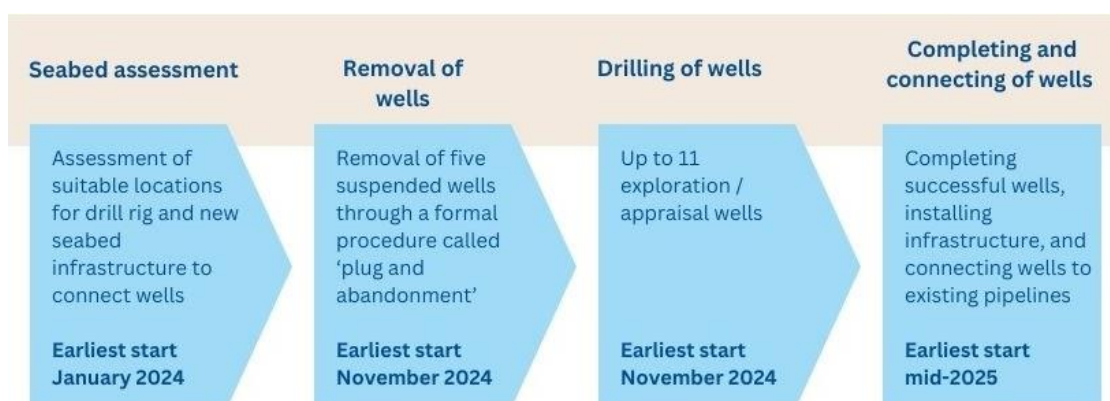 Seabed assessment
Assessment of
suitable locations
for drill rig and new
seabed
infrastructure to
connect wells
Earliest start
January 2024
Removal of
wells
Removal of five
suspended wells
through a formal
procedure called
‘plug and
abandonment’
Earliest start
November 2024
Drilling of wells
Up to 11
exploration /
appraisal wells
Earliest start
November 2024
Completing and
connecting of wells
Completing
successful wells,
installing
infrastructure, and
connecting wells to
existing pipelines
Earliest start
mid-2025